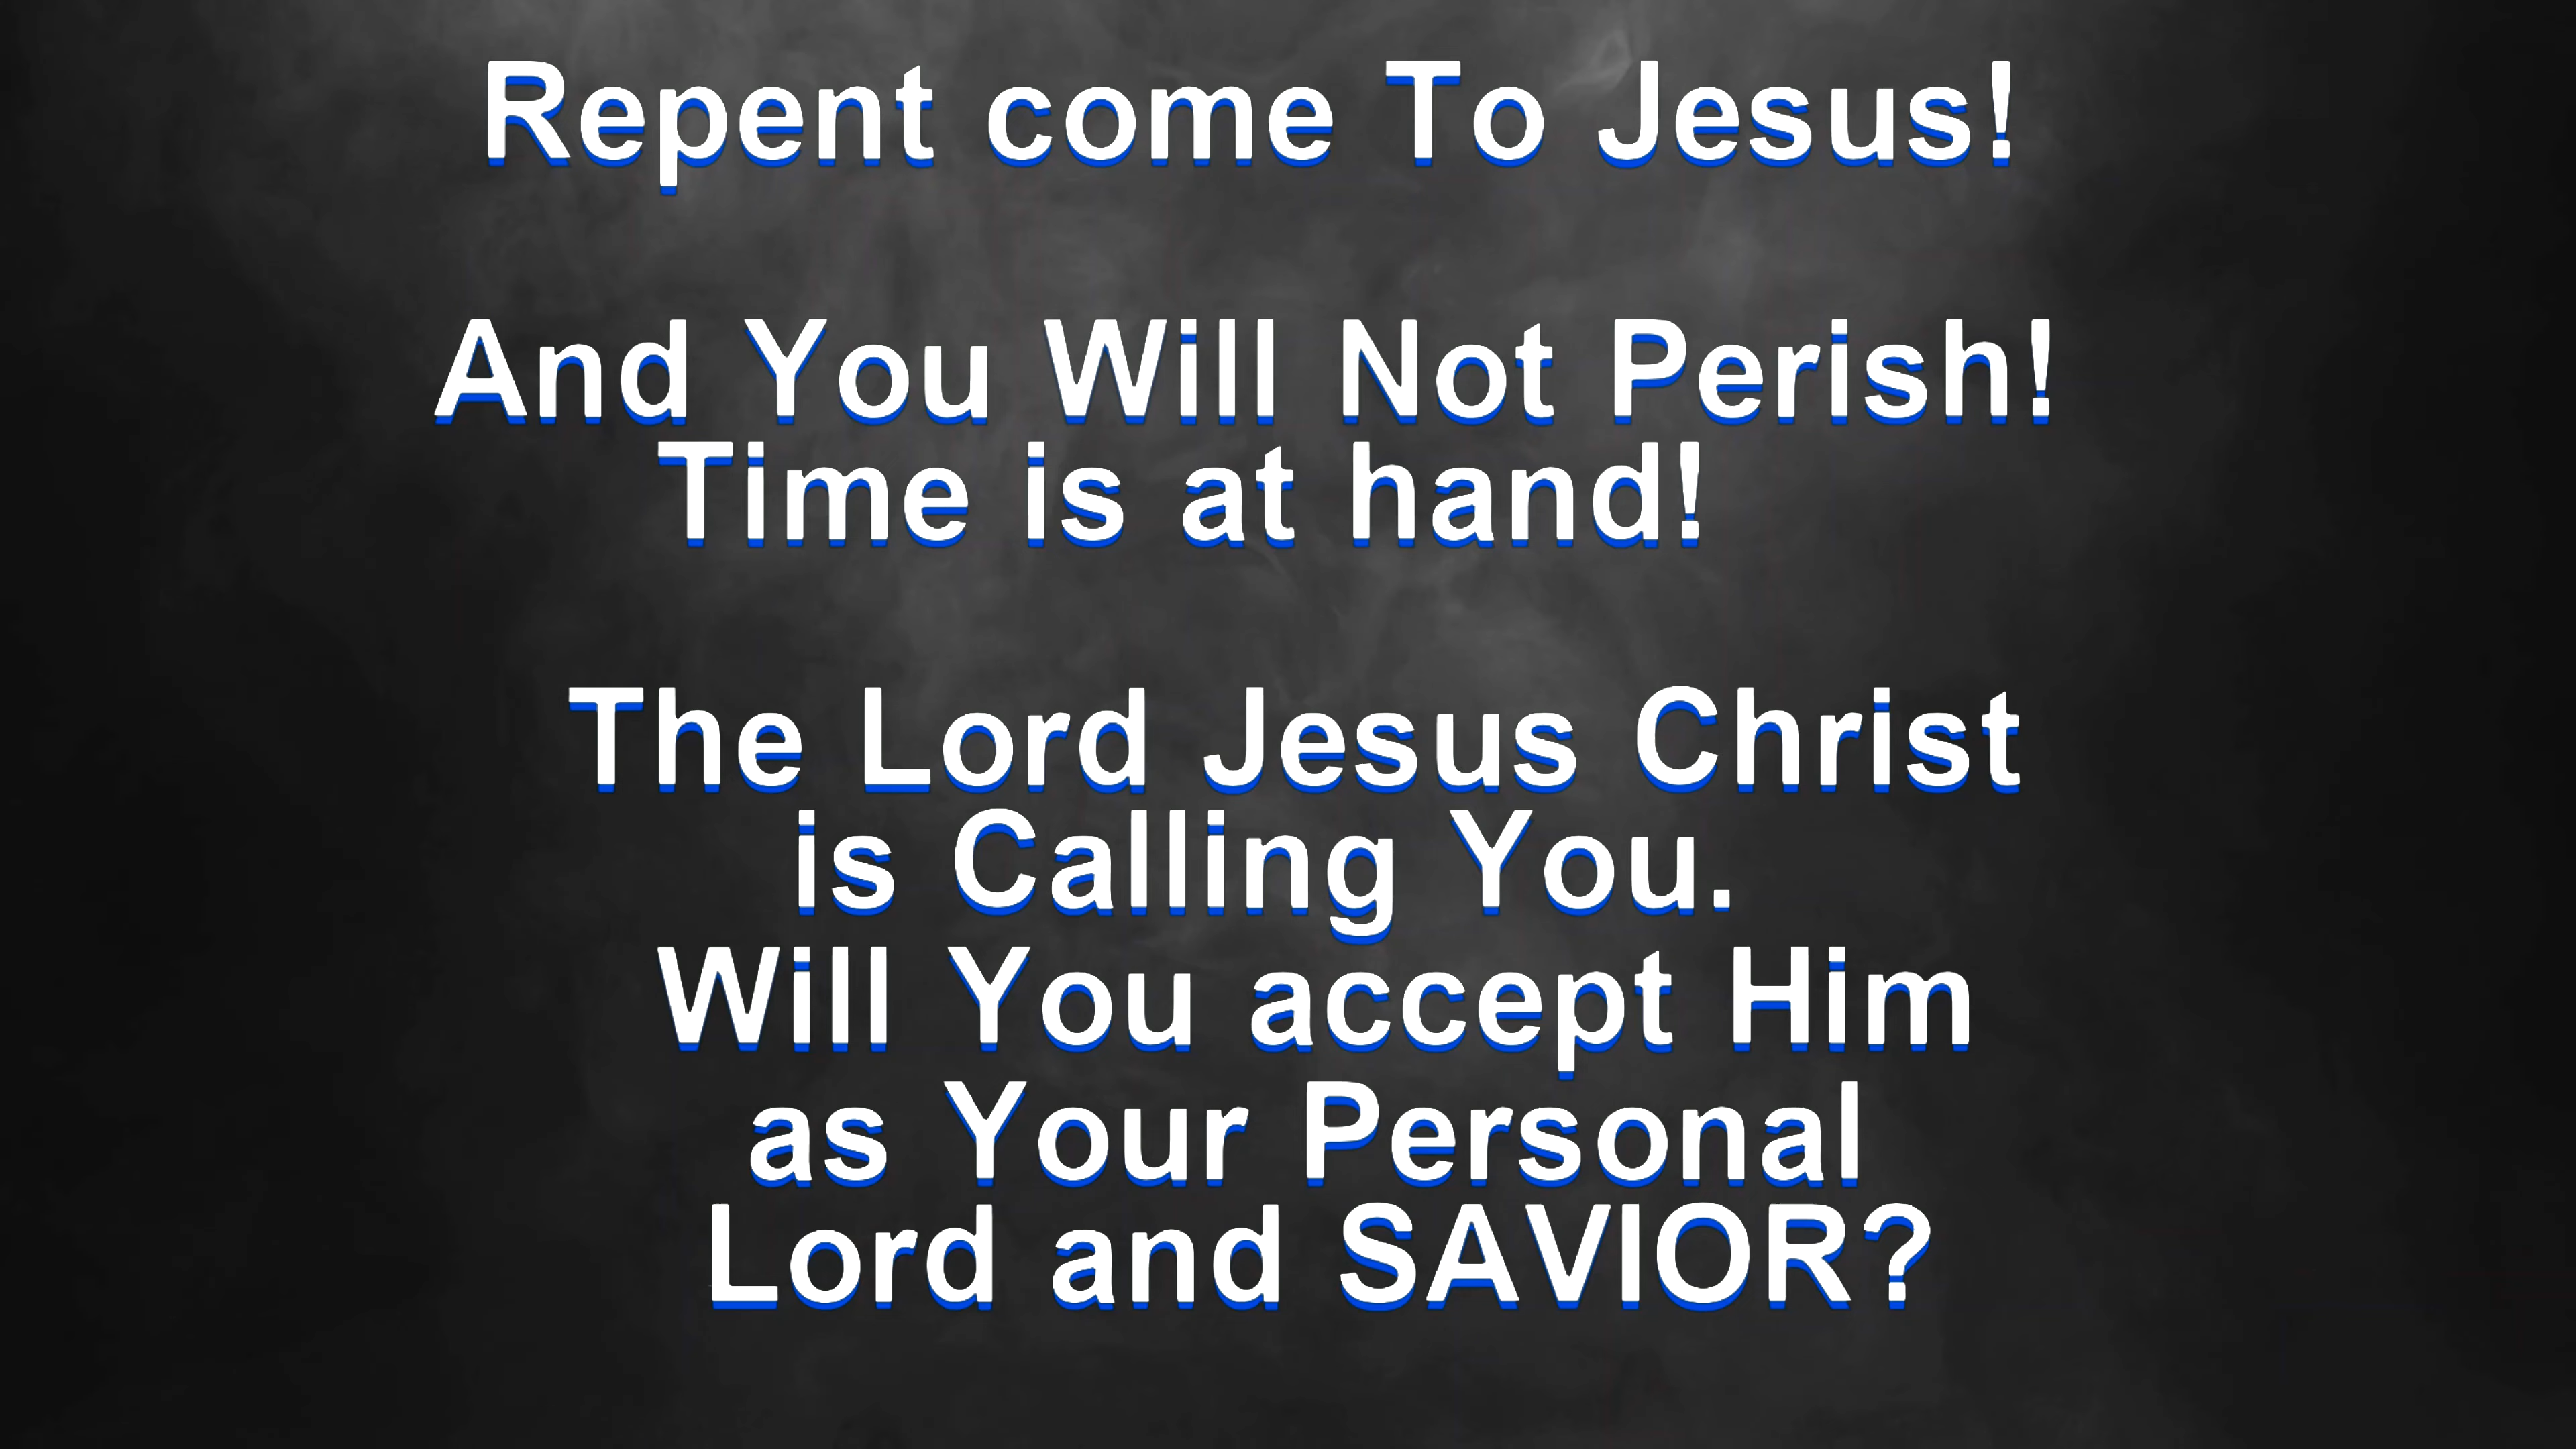 Repent come To Jesus!
And You Will Not Perish!
Time is at hand!
The Lord Jesus Christ
is Calling You.
Will You accept Him
as Your Personal
Lord and SAVIOR?